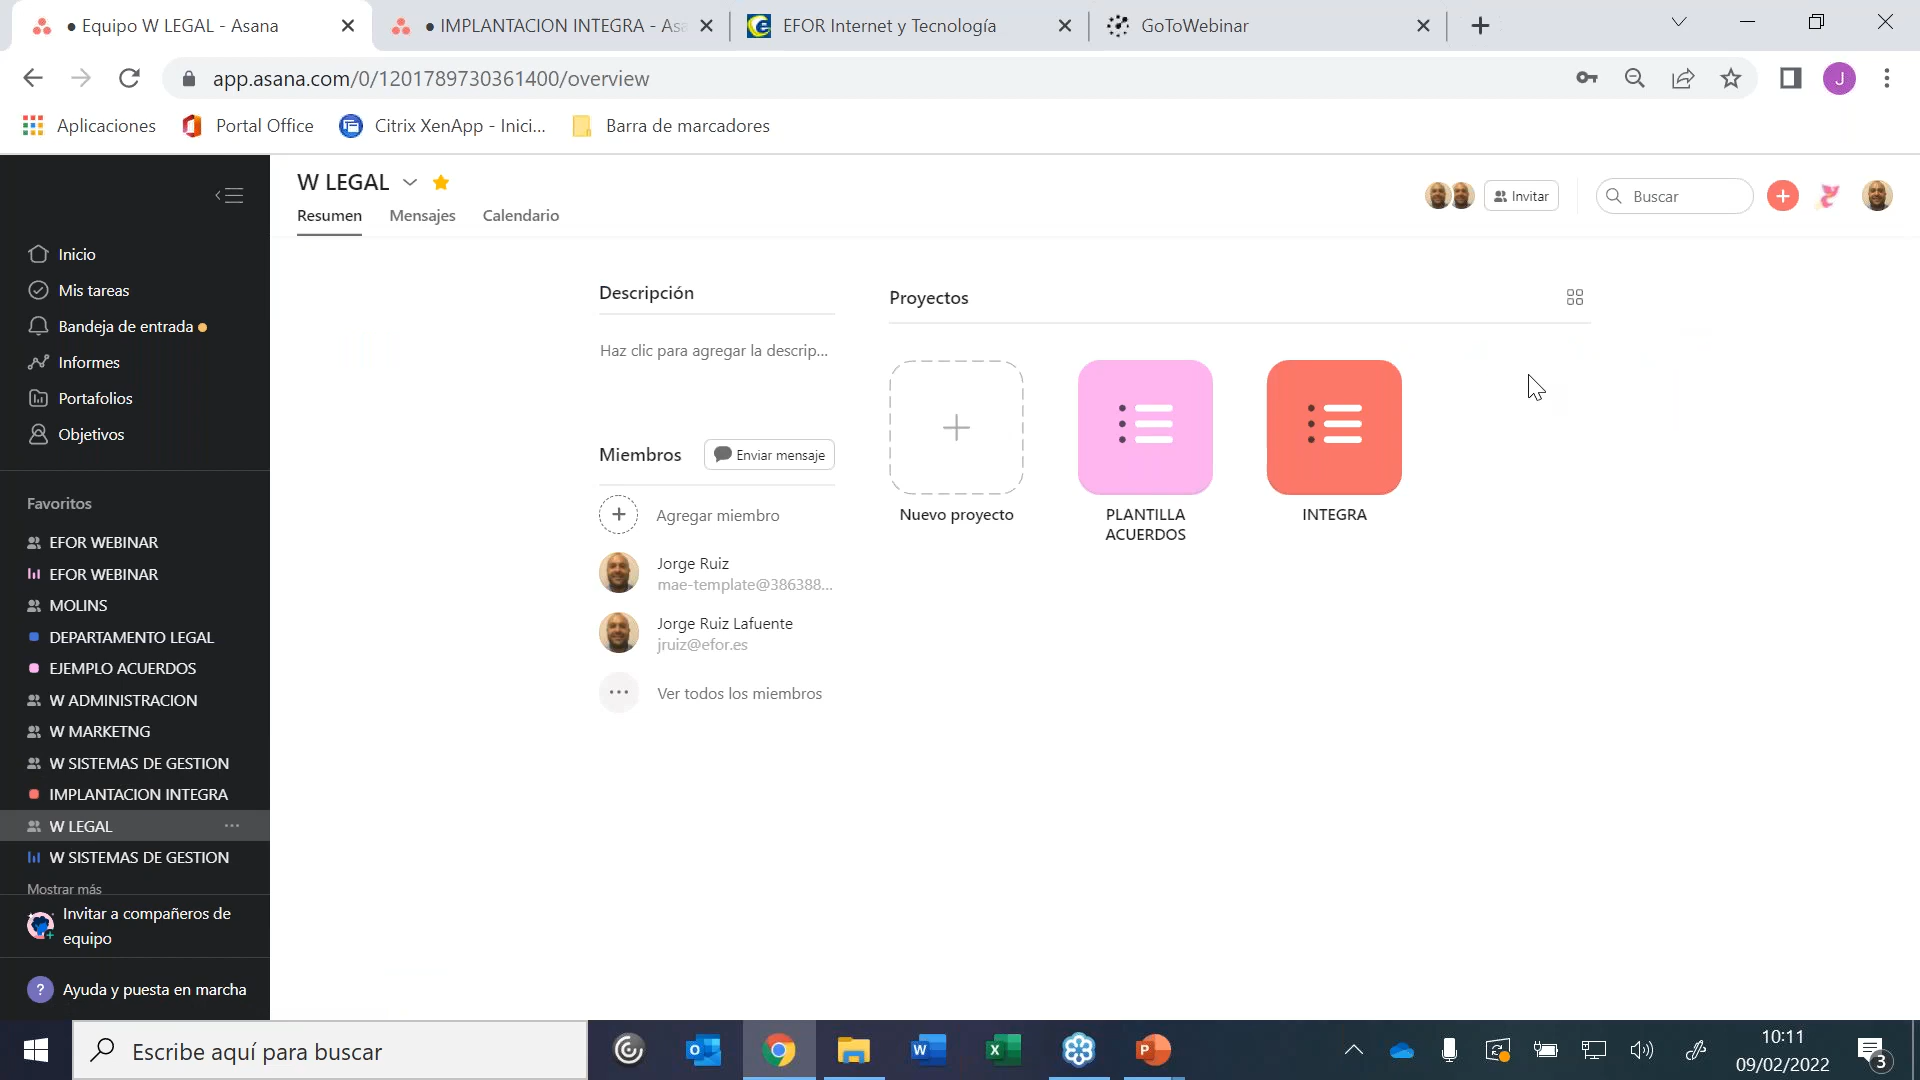 ● Equipo W LEGAL - Asana
● IMPLANTACION INTEGRA - Asa
EFOR Internet y Tecnología
GoToWebinar
app.asana.com/0/1201789730361400/overview
J
Aplicaciones
Portal Office
Citrix XenApp - Inici...
Barra de marcadores
W LEGAL
Resumen
Mensajes
Calendario
Invitar
Buscar
Inicio
Mis tareas
Bandeja de entrada
Informes
Portafolios
Objetivos
Favoritos
EFOR WEBINAR
EFOR WEBINAR
MOLINS
DEPARTAMENTO LEGAL
EJEMPLO ACUERDOS
W ADMINISTRACION
W MARKETNG
W SISTEMAS DE GESTION
IMPLANTACION INTEGRA
W LEGAL
W SISTEMAS DE GESTION
Mostrar más
Invitar a compañeros de
equipo
Ayuda y puesta en marcha
Descripción
Haz clic para agregar la descrip...
Miembros
Enviar mensaje
Agregar miembro
Jorge Ruiz
mae-template@386388...
Jorge Ruiz Lafuente
jruiz@efor.es
Ver todos los miembros
Proyectos
Nuevo proyecto
PLANTILLA
ACUERDOS
INTEGRA
Escribe aquí para buscar
10:11
09/02/2022
3